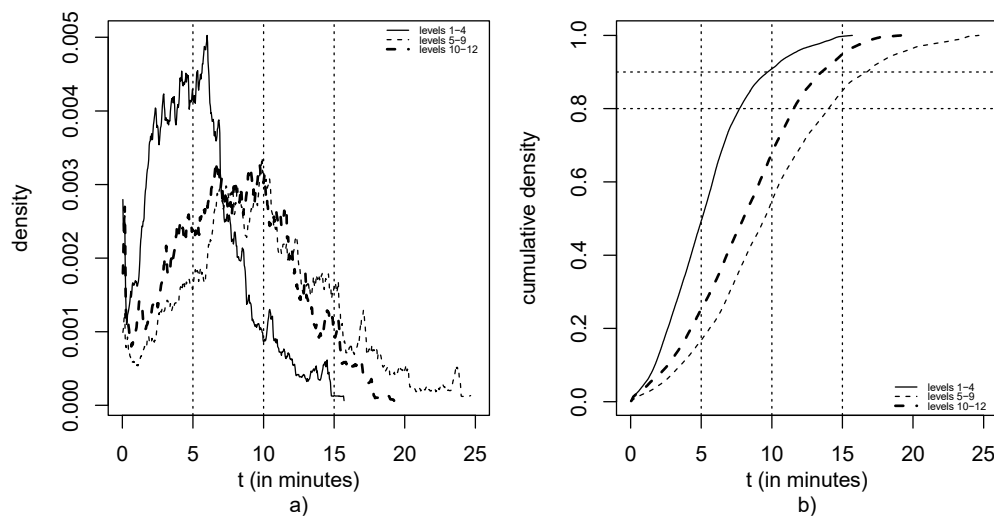 levels 1−4
levels 5−9
levels 10−12
density
0.000
0.001
0.002
0.003
0.004
0.005
0 5 10 15 20 25
t (in minutes)
a)
cumulative density
0.0
0.2
0.4
0.6
0.8
1.0
levels 1−4
levels 5−9
levels 10−12
0 5 10 15 20 25
t (in minutes)
b)